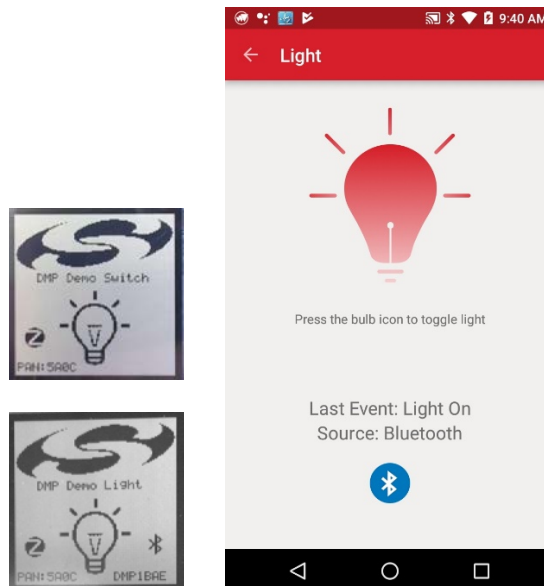 DMP Demo Switch
PAN:5A0C
DMP Demo Light
PAN:5A0C DMP1BAE
9:40 AM
Light
Press the bulb icon to toggle light
Last Event: Light On
Source: Bluetooth